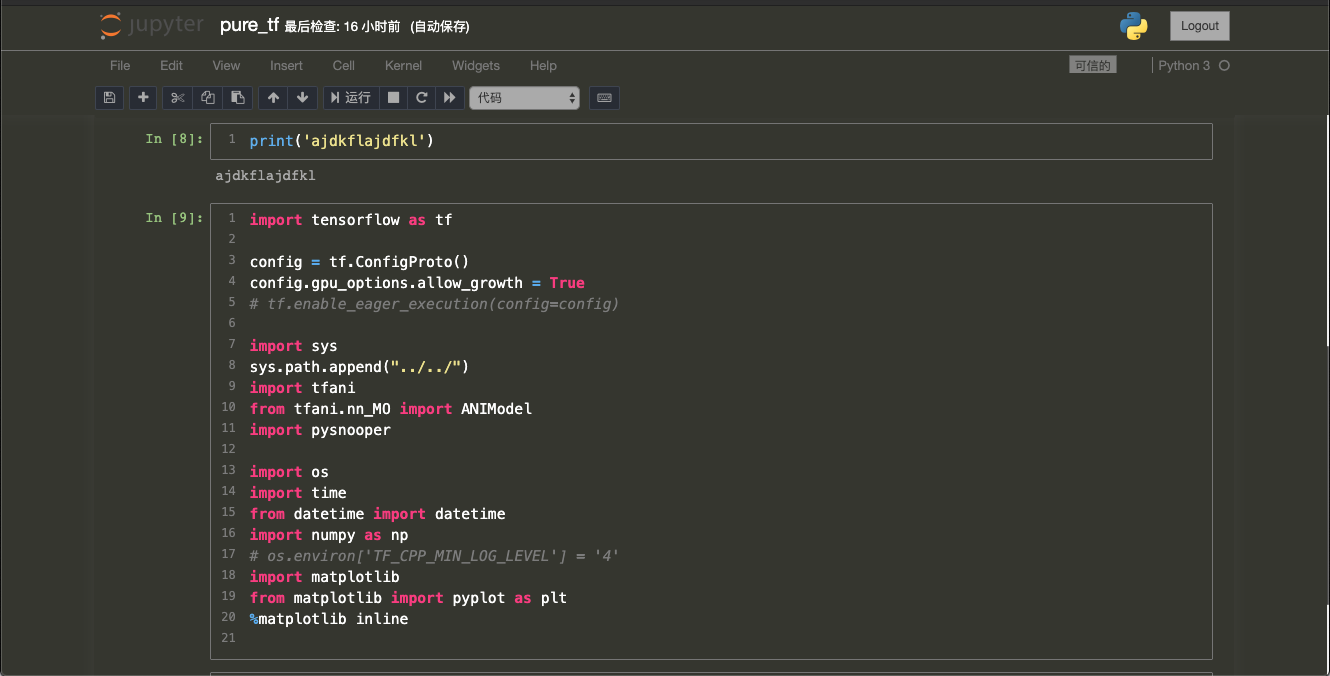 jupyter pure_tf 最后检查: 16 小时前 (自动保存) Logout
File Edit View Insert Cell Kernel Widgets Help 可信的 Python 3
运行 代码
In [8]: 1 print('ajdkflajdfkl')
ajdkflajdfkl
In [9]: 1 import tensorflow as tf
2
3 config = tf.ConfigProto()
4 config.gpu_options.allow_growth = True
5 # tf.enable_eager_execution(config=config)
6
7 import sys
8 sys.path.append("../../")
9 import tfani
10 from tfani.nn_MO import ANIModel
11 import pysnooper
12
13 import os
14 import time
15 from datetime import datetime
16 import numpy as np
17 # os.environ['TF_CPP_MIN_LOG_LEVEL'] = '4'
18 import matplotlib
19 from matplotlib import pyplot as plt
20 %matplotlib inline
21